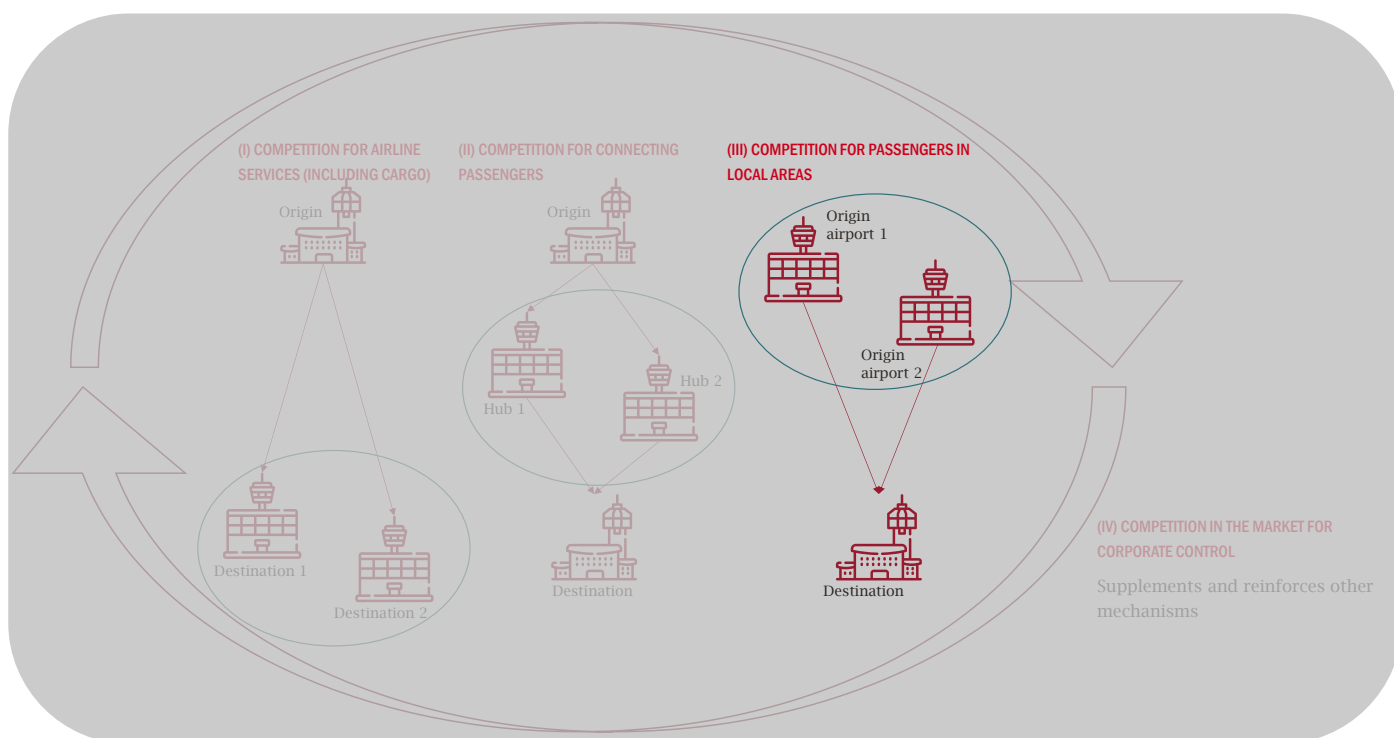 (I) COMPETITION FOR AIRLINE
SERVICES (INCLUDING CARGO)
Origin
Destination 1
Destination 2
(II) COMPETITION FOR CONNECTING
PASSENGERS
Origin
Hub 1
Hub 2
Destination
(III) COMPETITION FOR PASSENGERS IN
LOCAL AREAS
Origin
airport 1
Origin
airport 2
Destination
(IV) COMPETITION IN THE MARKET FOR
CORPORATE CONTROL
Supplements and reinforces other
mechanisms